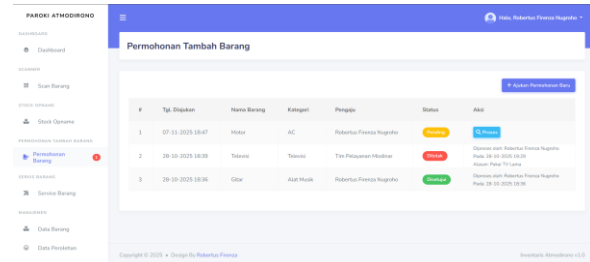 PAROKI ATMODIRONO
Halo, Robertus Firenza Nugroho
DASHBOARD
Dashboard
SCANNER
Scan Barang
STOCK OPNAME
Stock Opname
PERMOHONAN TAMBAH BARANG
Permohonan Barang
SERVIS BARANG
Servis Barang
MANAJEMEN
Data Barang
Data Perolehan
Permohonan Tambah Barang
+ Ajukan Permohonan Baru
# Tgl. Diajukan Nama Barang Kategori Pengaju Status Aksi
1 07-11-2025 16:47 Motor AC Robertus Firenza Nugroho Pending Proses
2 28-10-2025 18:39 Televisi Televisi Tim Pelayanan Misdinar Ditolak
Diproses oleh: Robertus Firenza Nugroho
Pada: 28-10-2025 18:39
Alasan: Pakai TV Lama
3 28-10-2025 18:36 Gitar Alat Musik Robertus Firenza Nugroho Disetujui
Diproses oleh: Robertus Firenza Nugroho
Pada: 28-10-2025 18:36
Copyright © 2025 • Design By Robertus Firenza
Inventaris Atmodirono v1.0